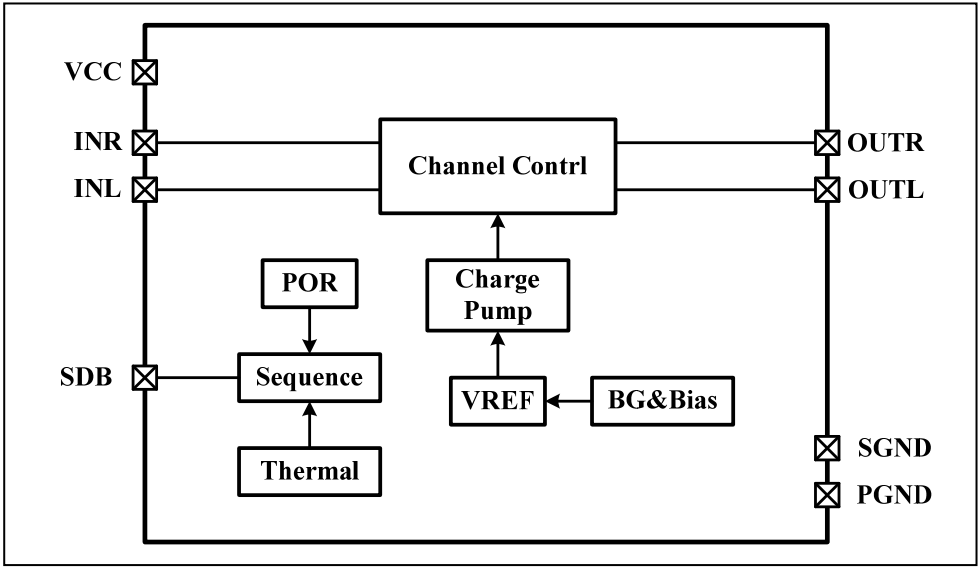 VCC
INR
INL
Channel Contrl
OUTR
OUTL
POR
Charge
Pump
SDB
Sequence
VREF
BG&Bias
Thermal
SGND
PGND